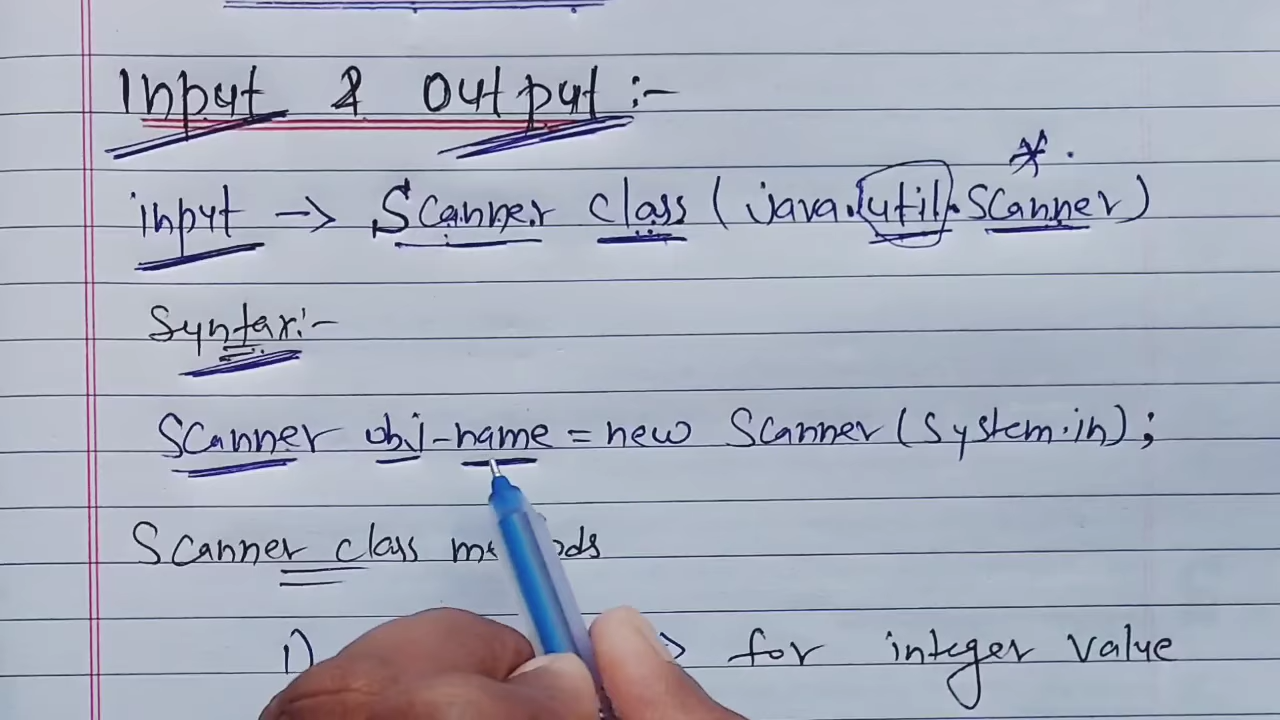 Input & Output :-
*.
input -> Scanner class (java.util.Scanner)
Syntax:-
Scanner obj-name = new Scanner (System.in);
Scanner class
1) for integer value